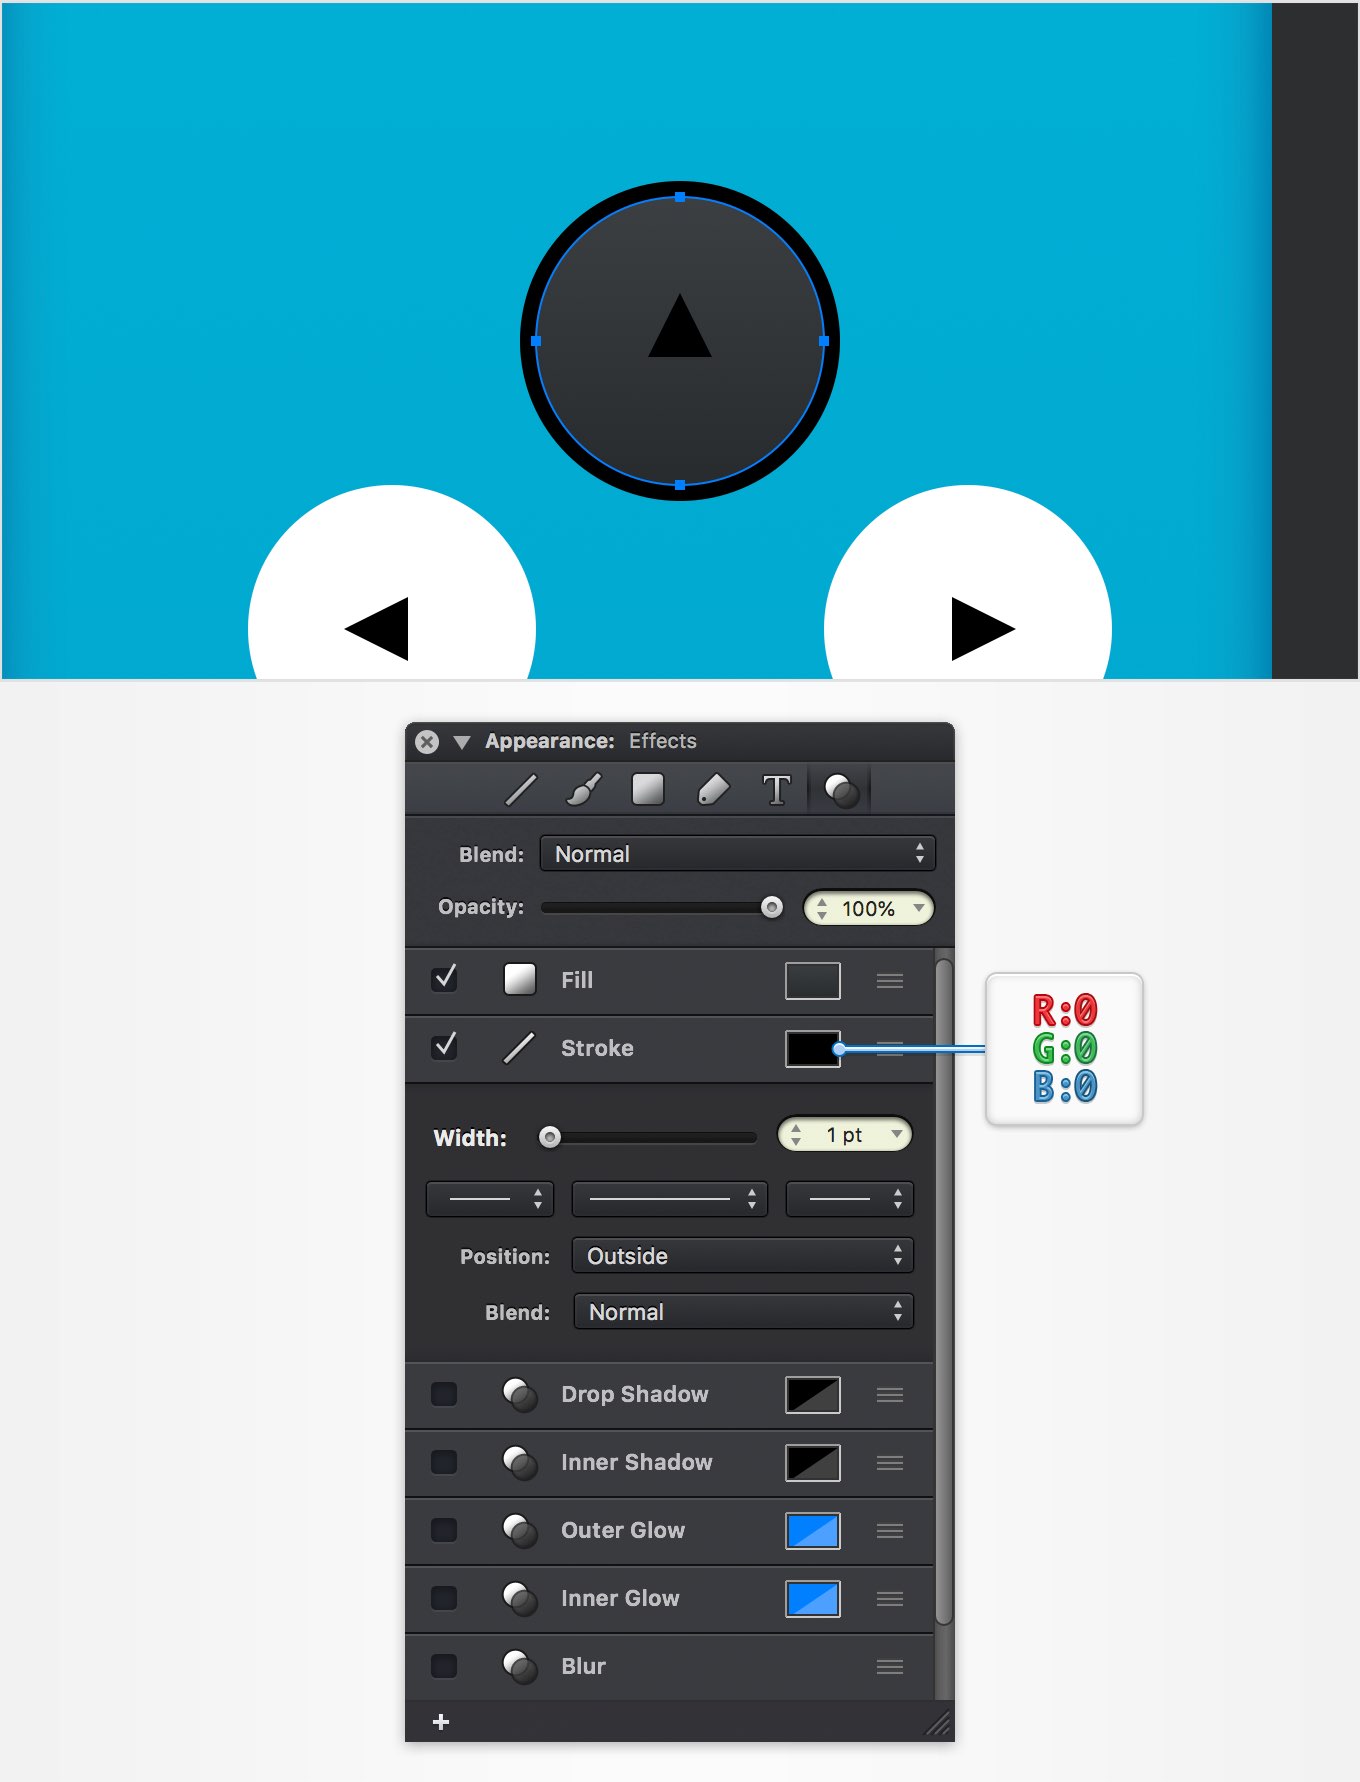 Appearance: Effects
T
Blend: Normal
Opacity: 100%
Fill
Stroke
R:0
G:0
B:0
Width: 1 pt
Position: Outside
Blend: Normal
Drop Shadow
Inner Shadow
Outer Glow
Inner Glow
Blur